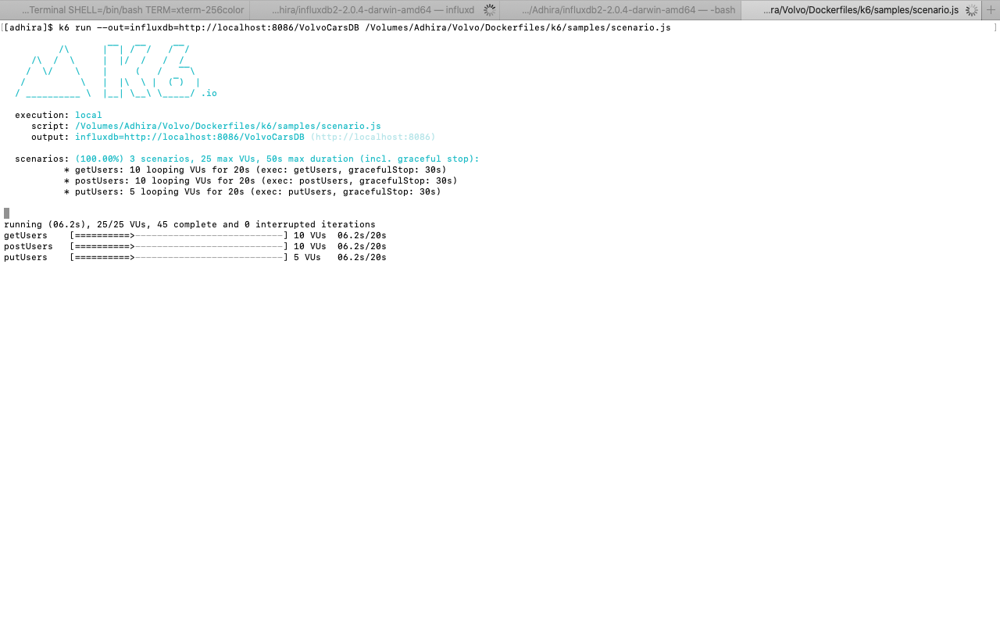 ...Terminal SHELL=/bin/bash TERM=xterm-256color
...hira/influxdb2-2.0.4-darwin-amd64 — influxd
.../Adhira/influxdb2-2.0.4-darwin-amd64 — -bash
...ra/Volvo/Dockerfiles/k6/samples/scenario.js
[[adhira]$ k6 run --out=influxdb=http://localhost:8086/VolvoCarsDB /Volumes/Adhira/Volvo/Dockerfiles/k6/samples/scenario.js ]
          /\      |‾‾| /‾‾/   /‾‾/
     /\  /  \     |  |/  /   /  /
    /  \/    \    |     (   /   ‾‾\
   /          \   |  |\  \ |  (‾)  |
  / __________ \  |__| \__\ \_____/ .io
execution: local
script: /Volumes/Adhira/Volvo/Dockerfiles/k6/samples/scenario.js
output: influxdb=http://localhost:8086/VolvoCarsDB (http://localhost:8086)
scenarios: (100.00%) 3 scenarios, 25 max VUs, 50s max duration (incl. graceful stop):
* getUsers: 10 looping VUs for 20s (exec: getUsers, gracefulStop: 30s)
* postUsers: 10 looping VUs for 20s (exec: postUsers, gracefulStop: 30s)
* putUsers: 5 looping VUs for 20s (exec: putUsers, gracefulStop: 30s)
running (06.2s), 25/25 VUs, 45 complete and 0 interrupted iterations
getUsers [==========>---------------------------] 10 VUs 06.2s/20s
postUsers [==========>---------------------------] 10 VUs 06.2s/20s
putUsers [==========>---------------------------] 5 VUs 06.2s/20s